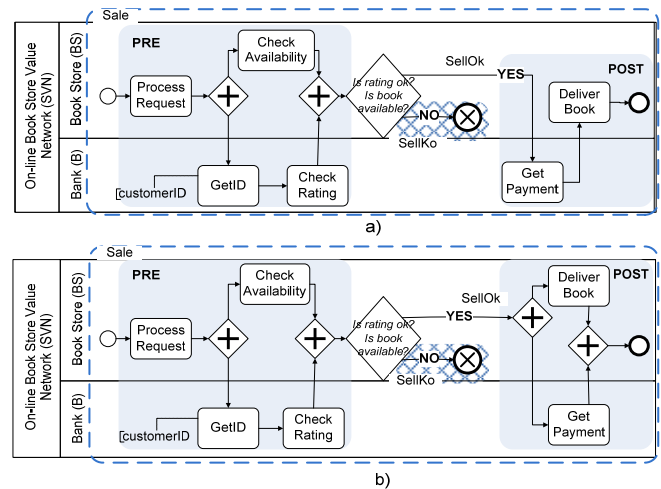 Sale
On-line Book Store Value
Network (SVN)
Book Store (BS)
Bank (B)
PRE
Process
Request
Check
Availability
Is rating ok?
Is book
available?
SellOk
YES
NO
SellKo
POST
Deliver
Book
[customerID
GetID
Check
Rating
Get
Payment
a)
Sale
On-line Book Store Value
Network (SVN)
Book Store (BS)
Bank (B)
PRE
Process
Request
Check
Availability
Is rating ok?
Is book
available?
SellOk
YES
NO
SellKo
POST
Deliver
Book
[customerID
GetID
Check
Rating
Get
Payment
b)